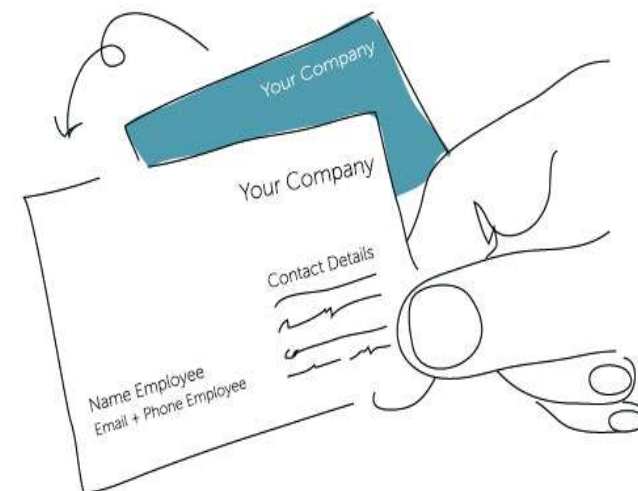 Your Company
Your Company
Contact Details
Name Employee
Email + Phone Employee